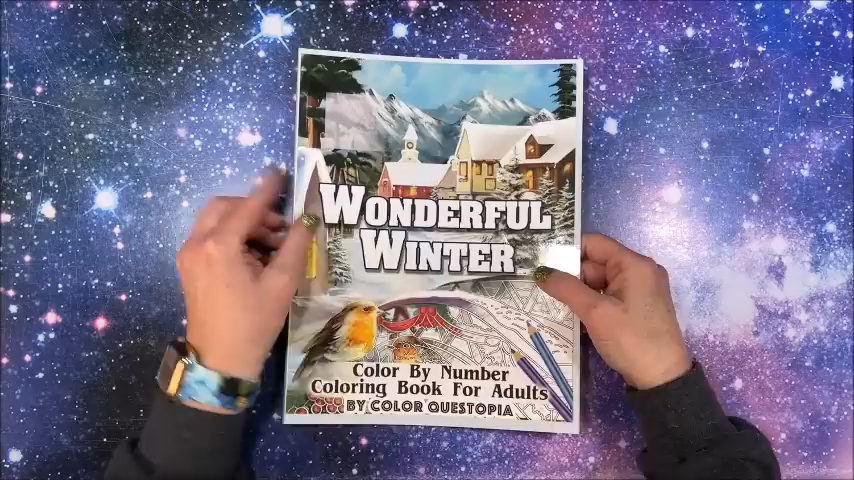 WONDERFUL
WINTER
Color By Number
Coloring Book For Adults
BY COLOR QUESTOPIA